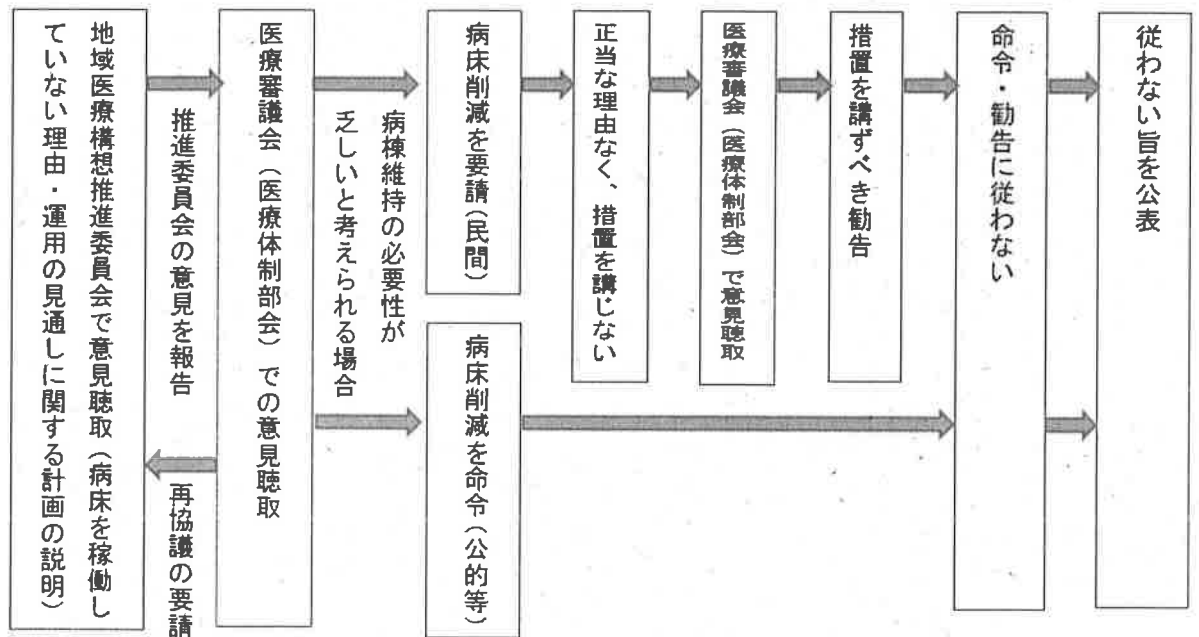 地域医療構想推進委員会で意見聴取（病床を稼働し
ていない理由・運用の見通しに関する計画の説明）
推進委員会の意見を報告
再協議の要請
医療審議会（医療体制部会）での意見聴取
病棟維持の必要性が
乏しいと考えられる場合
病床削減を要請（民間）
病床削減を命令（公的等）
正当な理由なく、措置を講じない
医療審議会（医療体制部会）で意見聴取
措置を講ずべき勧告
命令・勧告に従わない
従わない旨を公表